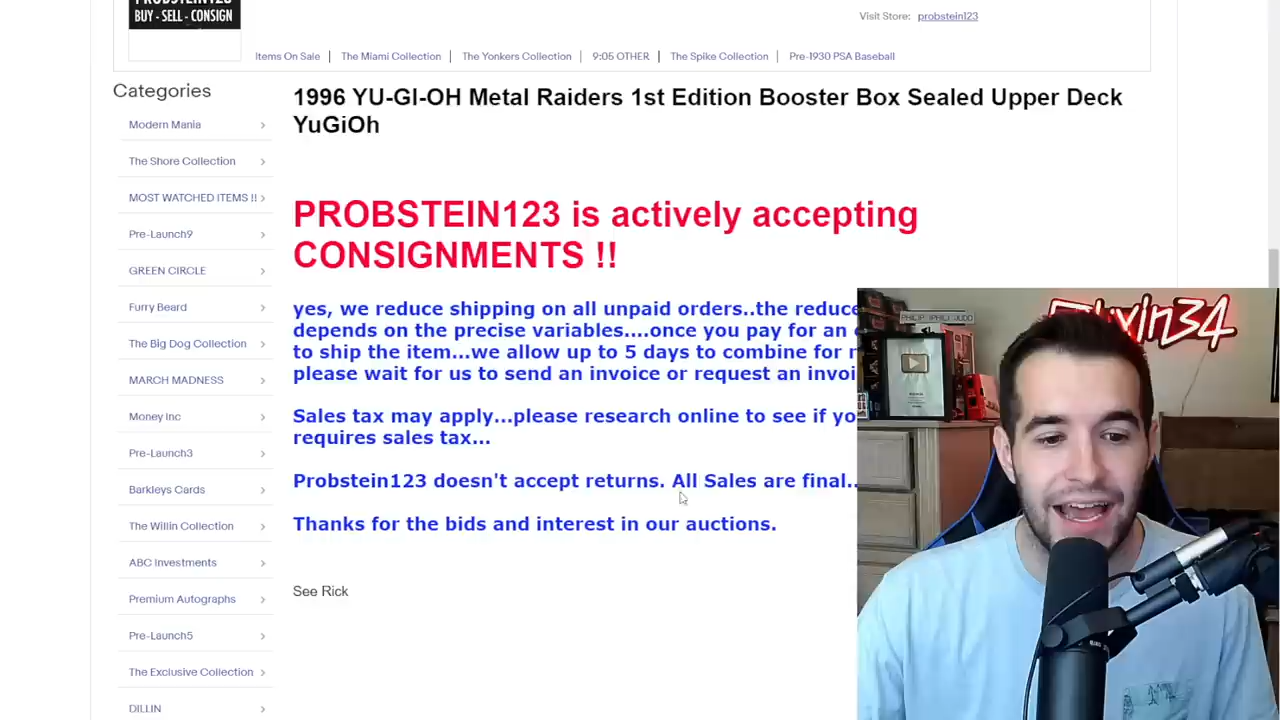 PROBSTEIN123
BUY - SELL - CONSIGN
Visit Store: probstein123
Items On Sale | The Miami Collection | The Yonkers Collection | 9:05 OTHER | The Spike Collection | Pre-1930 PSA Baseball
Categories
Modern Mania
The Shore Collection
MOST WATCHED ITEMS !!
Pre-Launch9
GREEN CIRCLE
Furry Beard
The Big Dog Collection
MARCH MADNESS
Money Inc
Pre-Launch3
Barkleys Cards
The Willin Collection
ABC Investments
Premium Autographs
Pre-Launch5
The Exclusive Collection
DILLIN
1996 YU-GI-OH Metal Raiders 1st Edition Booster Box Sealed Upper Deck
YuGiOh
PROBSTEIN123 is actively accepting
CONSIGNMENTS !!
yes, we reduce shipping on all unpaid orders..the reduce
depends on the precise variables....once you pay for an
to ship the item...we allow up to 5 days to combine for
please wait for us to send an invoice or request an invoi
Sales tax may apply...please research online to see if yo
requires sales tax...
Probstein123 doesn't accept returns. All Sales are final..
Thanks for the bids and interest in our auctions.
See Rick
PHILIP (PHIL) JUDD